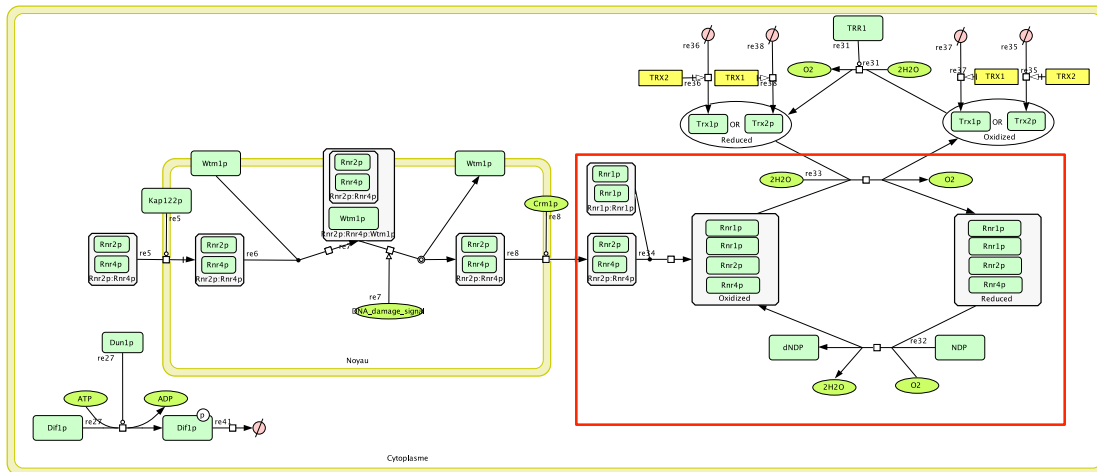 TRR1
re36
re38
re31
re37
re35
O2
re31
2H2O
TRX2
TRX1
TRX1
TRX2
re36
re38
re37
re35
Trx1p
OR
Trx2p
Reduced
Trx1p
OR
Trx2p
Oxidized
Wtm1p
Rnr2p
Rnr4p
Rnr2p:Rnr4p
Wtm1p
Rnr2p:Rnr4p:Wtm1p
Wtm1p
Kap122p
re5
Crm1p
re8
Rnr1p
Rnr1p
Rnr1p:Rnr1p
2H2O
re33
O2
Rnr2p
Rnr4p
Rnr2p:Rnr4p
re5
Rnr2p
Rnr4p
Rnr2p:Rnr4p
re6
re7
Rnr2p
Rnr4p
Rnr2p:Rnr4p
re8
Rnr2p
Rnr4p
Rnr2p:Rnr4p
re34
Rnr1p
Rnr1p
Rnr2p
Rnr4p
Oxidized
Rnr1p
Rnr1p
Rnr2p
Rnr4p
Reduced
re7
DNA_damage_signal
Noyau
Dun1p
re27
dNDP
re32
NDP
2H2O
O2
ATP
ADP
Dif1p
re27
Dif1p
p
re41
Cytoplasme